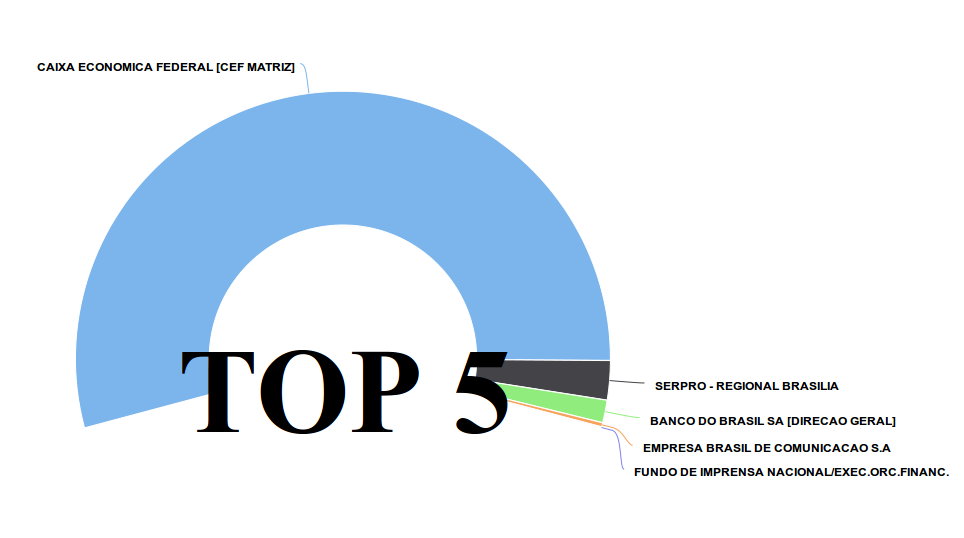 CAIXA ECONOMICA FEDERAL [CEF MATRIZ]
TOP 5
SERPRO - REGIONAL BRASILIA
BANCO DO BRASIL SA [DIRECAO GERAL]
EMPRESA BRASIL DE COMUNICACAO S.A
FUNDO DE IMPRENSA NACIONAL/EXEC.ORC.FINANC.